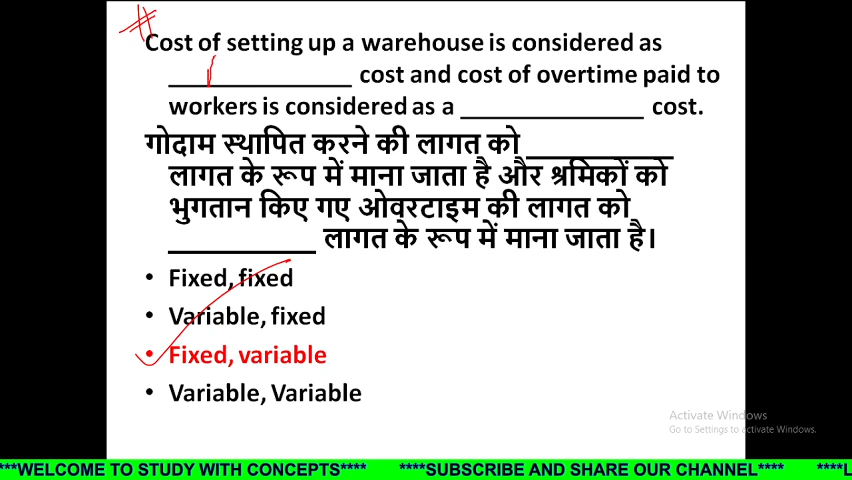 Cost of setting up a warehouse is considered as
_______________ cost and cost of overtime paid to
workers is considered as a _______________ cost.
गोदाम स्थापित करने की लागत को ____________
लागत के रूप में माना जाता है और श्रमिकों को
भुगतान किए गए ओवरटाइम की लागत को
____________ लागत के रूप में माना जाता है।
• Fixed, fixed
• Variable, fixed
• Fixed, variable
• Variable, Variable
Activate Windows
Go to Settings to activate Windows.
***WELCOME TO STUDY WITH CONCEPTS**** ****SUBSCRIBE AND SHARE OUR CHANNEL**** ****L